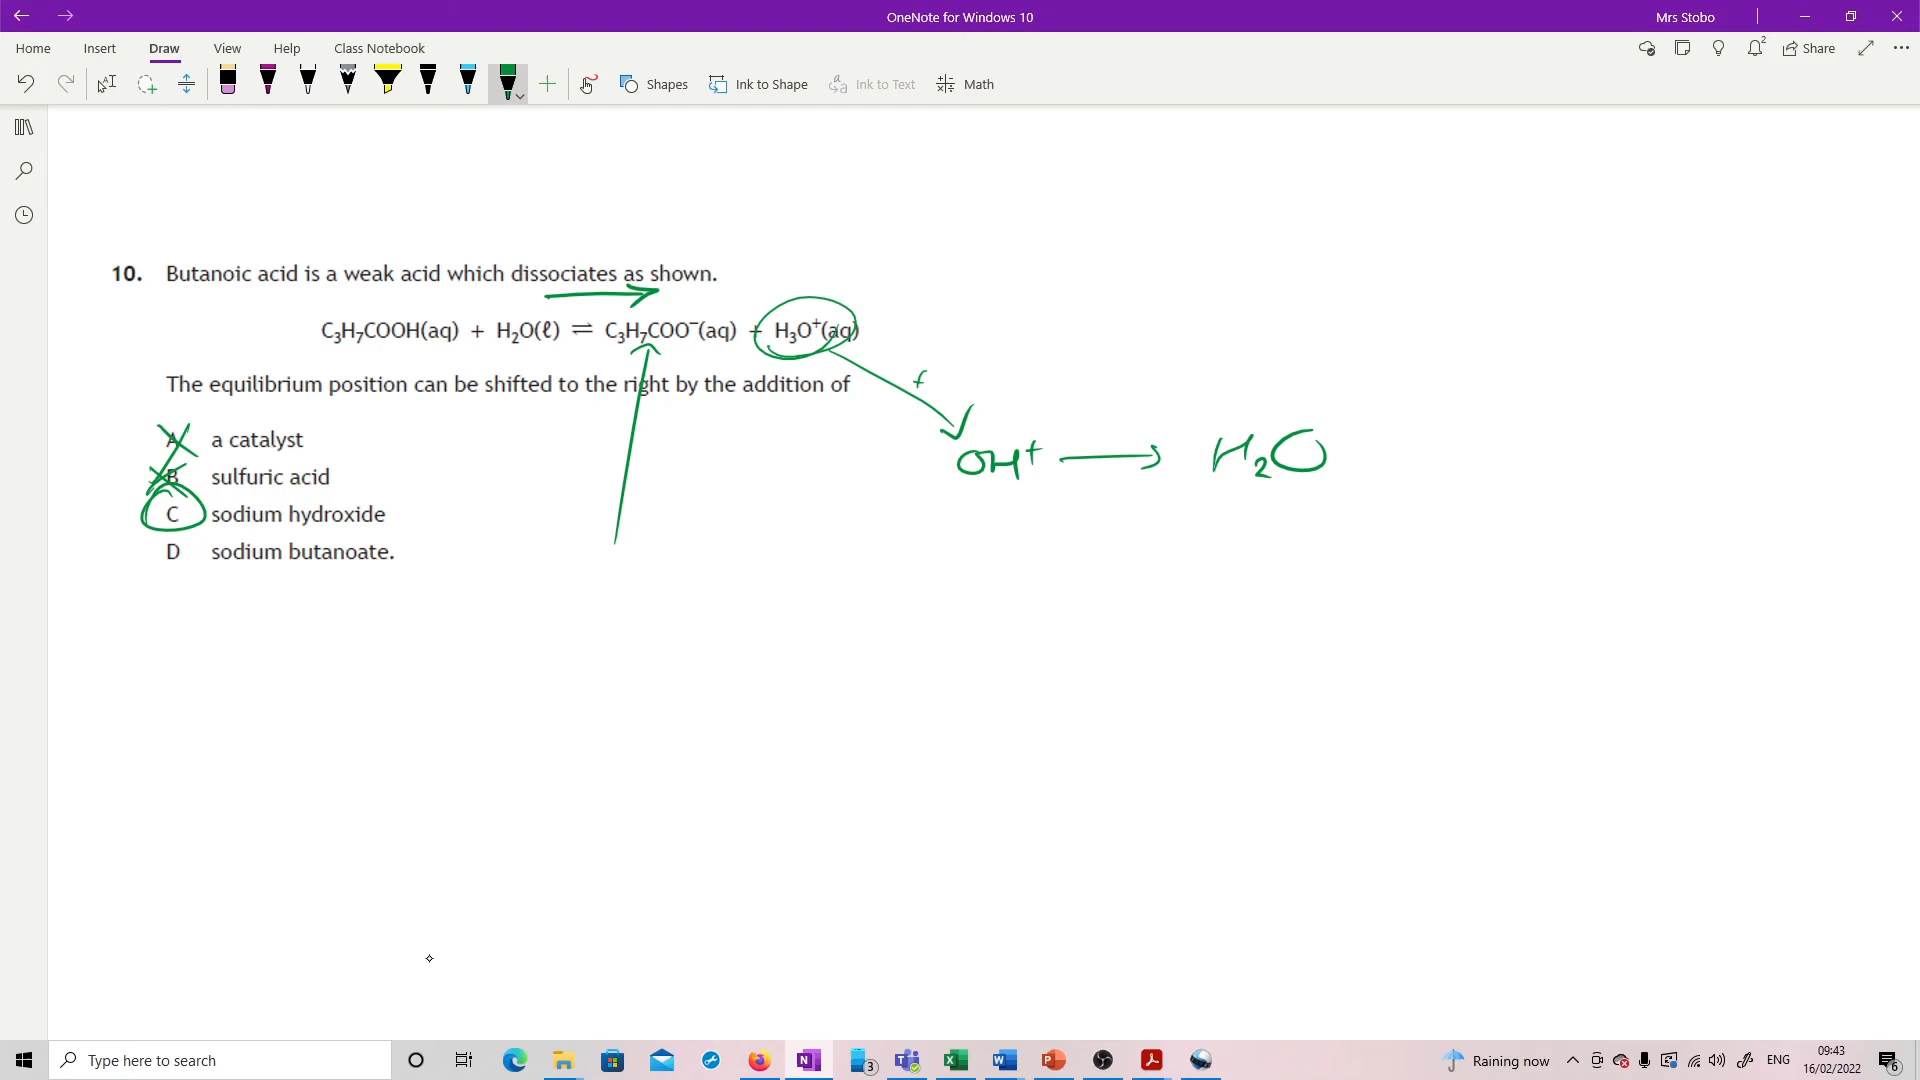 OneNote for Windows 10
Mrs Stobo
Home Insert Draw View Help Class Notebook
2
Share
Shapes Ink to Shape Ink to Text Math
10. Butanoic acid is a weak acid which dissociates as shown.
C₃H₇COOH(aq) + H₂O(ℓ) ⇌ C₃H₇COO⁻(aq) + H₃O⁺(aq)
The equilibrium position can be shifted to the right by the addition of
+
OH⁺ → H₂O
A a catalyst
B sulfuric acid
C sodium hydroxide
D sodium butanoate.
Type here to search
3
Raining now
ENG
09:43
16/02/2022
6